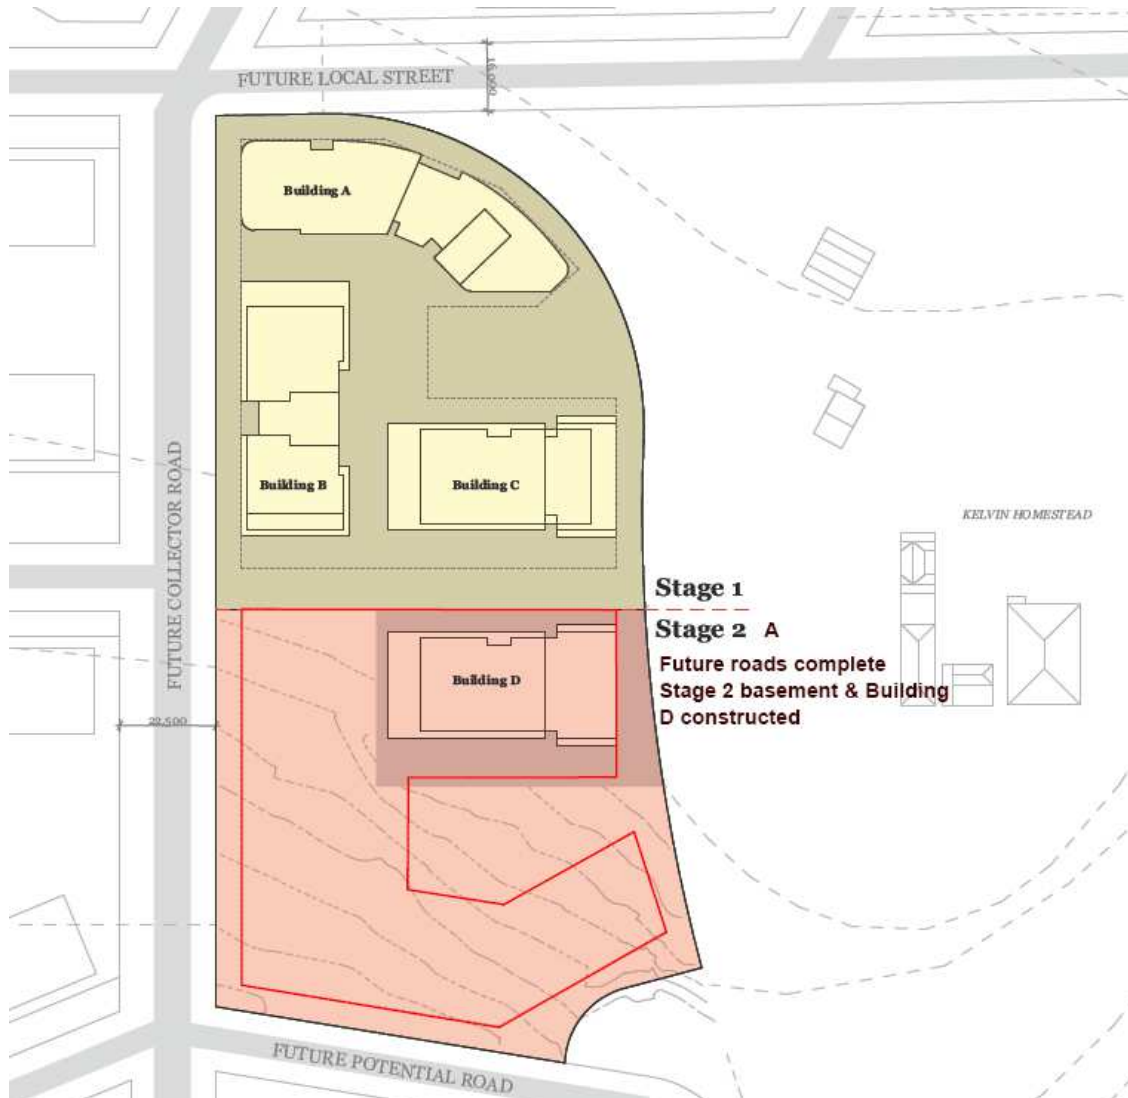 FUTURE LOCAL STREET
16,000
Building A
Building B
Building C
FUTURE COLLECTOR ROAD
KELVIN HOMESTEAD
Stage 1
Stage 2 A
Future roads complete
Stage 2 basement & Building
D constructed
Building D
22,500
FUTURE POTENTIAL ROAD